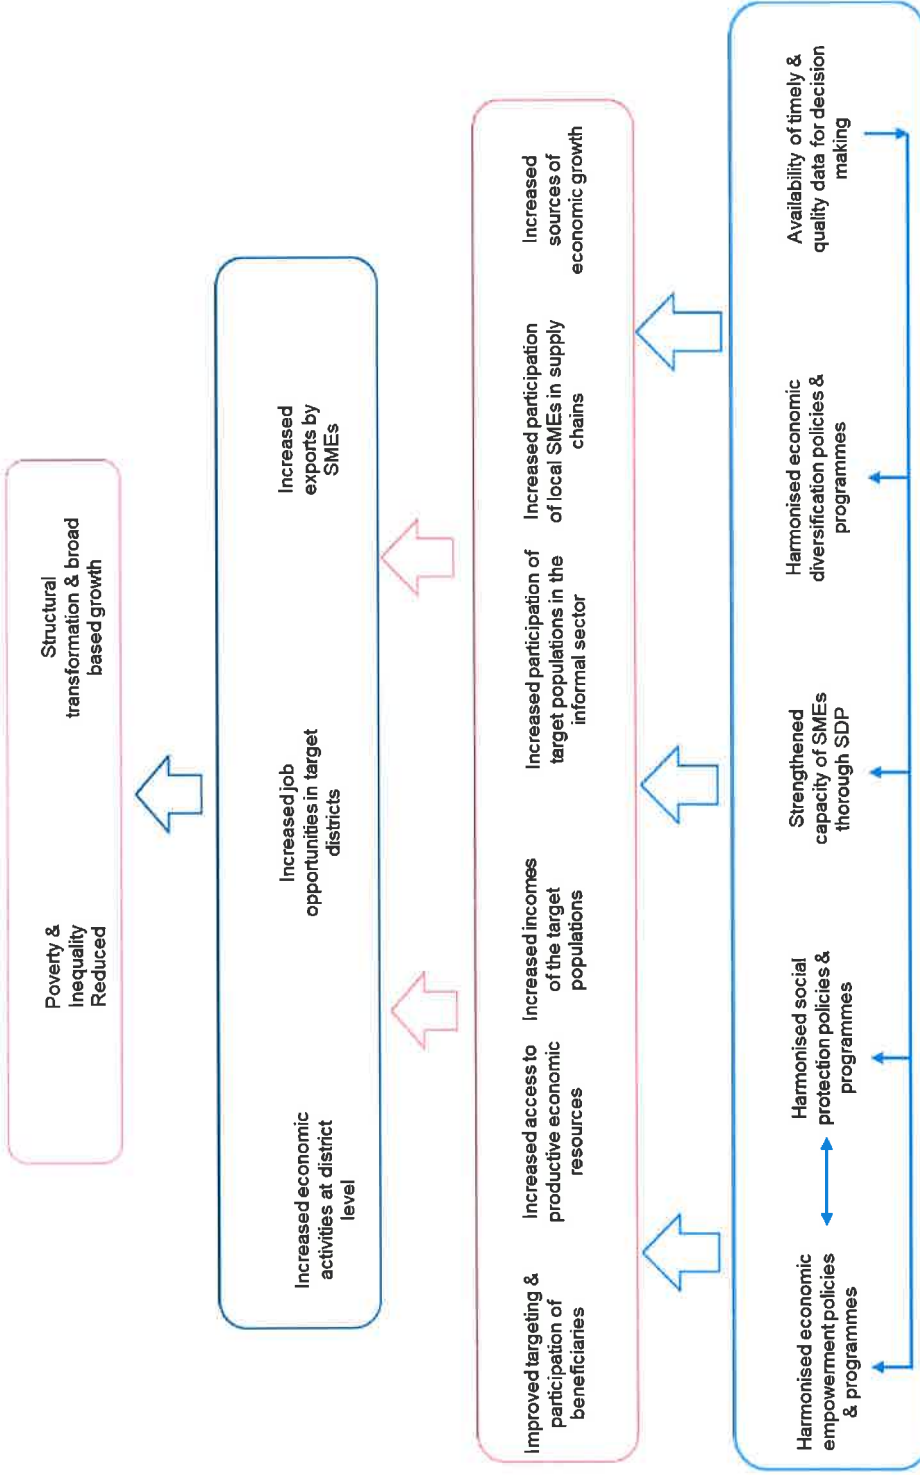 Poverty &
Inequality
Reduced
Structural
transformation & broad
based growth
Increased economic
activities at district
level
Increased job
opportunities in target
districts
Increased
exports by
SMEs
Improved targeting &
participation of
beneficiaries
Increased access to
productive economic
resources
Increased incomes
of the target
populations
Increased participation of
target populations in the
informal sector
Increased participation
of local SMEs in supply
chains
Increased
sources of
economic growth
Harmonised economic
empowerment policies
& programmes
Harmonised social
protection policies &
programmes
Strengthened
capacity of SMEs
thorough SDP
Harmonised economic
diversification policies &
programmes
Availability of timely &
quality data for decision
making